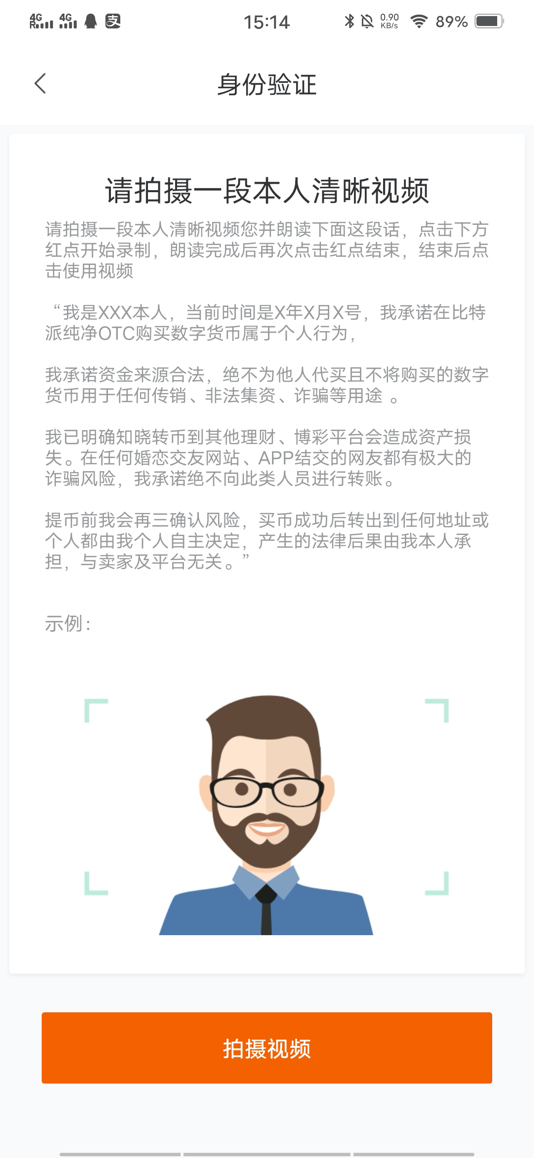 4G R 4G 支 15:14 0.90 KB/s 89%
身份验证
请拍摄一段本人清晰视频
请拍摄一段本人清晰视频您并朗读下面这段话，点击下方
红点开始录制，朗读完成后再次点击红点结束，结束后点
击使用视频
“我是XXX本人，当前时间是X年X月X号，我承诺在比特
派纯净OTC购买数字货币属于个人行为，
我承诺资金来源合法，绝不为他人代买且不将购买的数字
货币用于任何传销、非法集资、诈骗等用途 。
我已明确知晓转币到其他理财、博彩平台会造成资产损
失。在任何婚恋交友网站、APP结交的网友都有极大的
诈骗风险，我承诺绝不向此类人员进行转账。
提币前我会再三确认风险，买币成功后转出到任何地址或
个人都由我个人自主决定，产生的法律后果由我本人承
担，与卖家及平台无关。”
示例：
拍摄视频